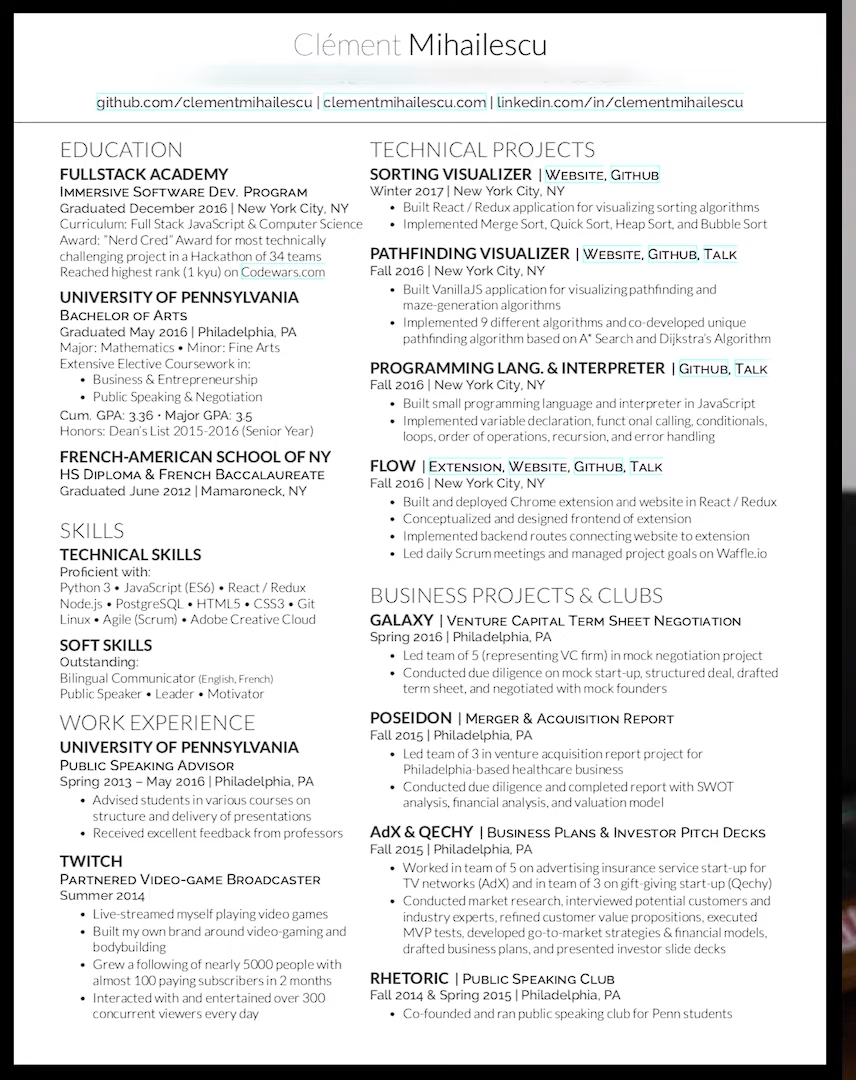 Clément Mihailescu
github.com/clementmihailescu | clementmihailescu.com | linkedin.com/in/clementmihailescu
EDUCATION
FULLSTACK ACADEMY
IMMERSIVE SOFTWARE DEV. PROGRAM
Graduated December 2016 | New York City, NY
Curriculum: Full Stack JavaScript & Computer Science
Award: "Nerd Cred" Award for most technically
challenging project in a Hackathon of 34 teams
Reached highest rank (1 kyu) on Codewars.com
UNIVERSITY OF PENNSYLVANIA
BACHELOR OF ARTS
Graduated May 2016 | Philadelphia, PA
Major: Mathematics • Minor: Fine Arts
Extensive Elective Coursework in:
• Business & Entrepreneurship
• Public Speaking & Negotiation
Cum. GPA: 3.36 • Major GPA: 3.5
Honors: Dean's List 2015-2016 (Senior Year)
FRENCH-AMERICAN SCHOOL OF NY
HS DIPLOMA & FRENCH BACCALAUREATE
Graduated June 2012 | Mamaroneck, NY
SKILLS
TECHNICAL SKILLS
Proficient with:
Python 3 • JavaScript (ES6) • React / Redux
Node.js • PostgreSQL • HTML5 • CSS3 • Git
Linux • Agile (Scrum) • Adobe Creative Cloud
SOFT SKILLS
Outstanding:
Bilingual Communicator (English, French)
Public Speaker • Leader • Motivator
WORK EXPERIENCE
UNIVERSITY OF PENNSYLVANIA
PUBLIC SPEAKING ADVISOR
Spring 2013 – May 2016 | Philadelphia, PA
• Advised students in various courses on
structure and delivery of presentations
• Received excellent feedback from professors
TWITCH
PARTNERED VIDEO-GAME BROADCASTER
Summer 2014
• Live-streamed myself playing video games
• Built my own brand around video-gaming and
bodybuilding
• Grew a following of nearly 5000 people with
almost 100 paying subscribers in 2 months
• Interacted with and entertained over 300
concurrent viewers every day
TECHNICAL PROJECTS
SORTING VISUALIZER | WEBSITE, GITHUB
Winter 2017 | New York City, NY
• Built React / Redux application for visualizing sorting algorithms
• Implemented Merge Sort, Quick Sort, Heap Sort, and Bubble Sort
PATHFINDING VISUALIZER | WEBSITE, GITHUB, TALK
Fall 2016 | New York City, NY
• Built VanillaJS application for visualizing pathfinding and
maze-generation algorithms
• Implemented 9 different algorithms and co-developed unique
pathfinding algorithm based on A* Search and Dijkstra's Algorithm
PROGRAMMING LANG. & INTERPRETER | GITHUB, TALK
Fall 2016 | New York City, NY
• Built small programming language and interpreter in JavaScript
• Implemented variable declaration, functional calling, conditionals,
loops, order of operations, recursion, and error handling
FLOW | EXTENSION, WEBSITE, GITHUB, TALK
Fall 2016 | New York City, NY
• Built and deployed Chrome extension and website in React / Redux
• Conceptualized and designed frontend of extension
• Implemented backend routes connecting website to extension
• Led daily Scrum meetings and managed project goals on Waffle.io
BUSINESS PROJECTS & CLUBS
GALAXY | VENTURE CAPITAL TERM SHEET NEGOTIATION
Spring 2016 | Philadelphia, PA
• Led team of 5 (representing VC firm) in mock negotiation project
• Conducted due diligence on mock start-up, structured deal, drafted
term sheet, and negotiated with mock founders
POSEIDON | MERGER & ACQUISITION REPORT
Fall 2015 | Philadelphia, PA
• Led team of 3 in venture acquisition report project for
Philadelphia-based healthcare business
• Conducted due diligence and completed report with SWOT
analysis, financial analysis, and valuation model
AdX & QECHY | BUSINESS PLANS & INVESTOR PITCH DECKS
Fall 2015 | Philadelphia, PA
• Worked in team of 5 on advertising insurance service start-up for
TV networks (AdX) and in team of 3 on gift-giving start-up (Qechy)
• Conducted market research, interviewed potential customers and
industry experts, refined customer value propositions, executed
MVP tests, developed go-to-market strategies & financial models,
drafted business plans, and presented investor slide decks
RHETORIC | PUBLIC SPEAKING CLUB
Fall 2014 & Spring 2015 | Philadelphia, PA
• Co-founded and ran public speaking club for Penn students